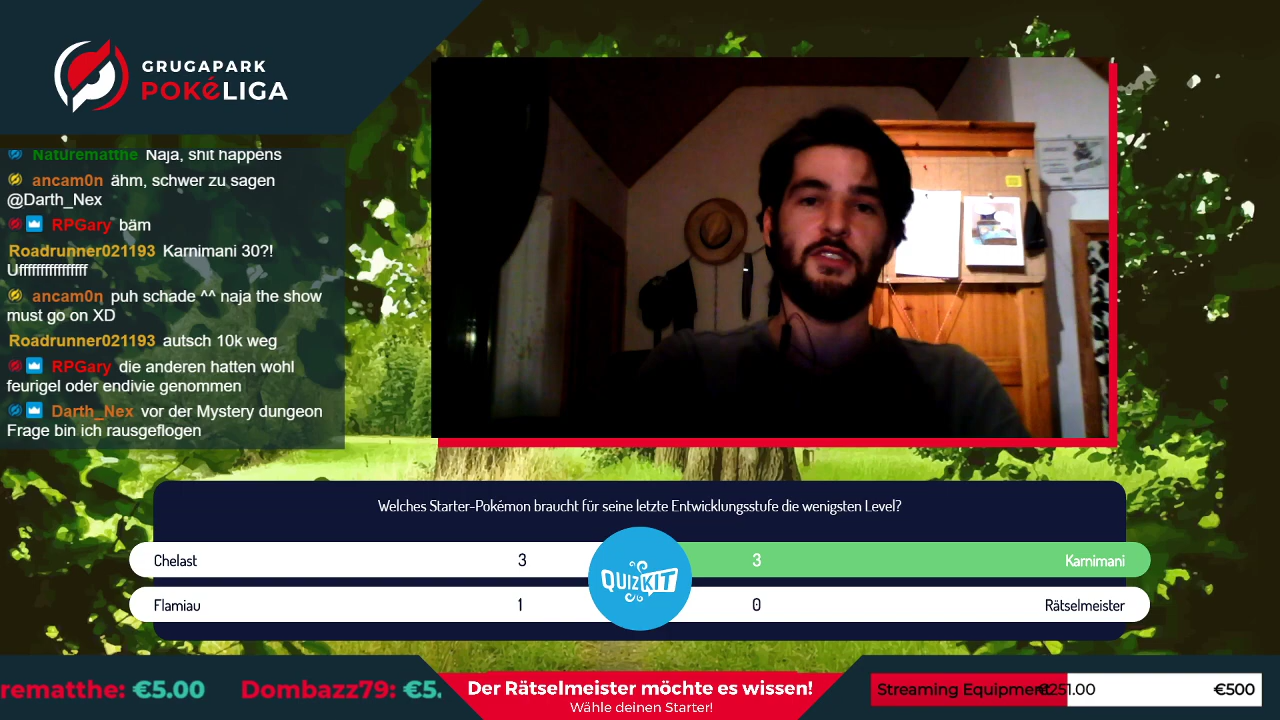 GRUGAPARK
POKéLIGA
Naturematthe Naja, shit happens
ancam0n ähm, schwer zu sagen
@Darth_Nex
RPGary bäm
Roadrunner021193 Karnimani 30?!
Uffffffffffffffff
ancam0n puh schade ^^ naja the show
must go on XD
Roadrunner021193 autsch 10k weg
RPGary die anderen hatten wohl
feurigel oder endivie genommen
Darth_Nex vor der Mystery dungeon
Frage bin ich rausgeflogen
Welches Starter-Pokémon braucht für seine letzte Entwicklungsstufe die wenigsten Level?
Chelast 3
3 Karnimani
QUIZKIT
Flamiau 1
0 Rätselmeister
rematthe: €5.00 Dombazz79: €5.
Der Rätselmeister möchte es wissen!
Wähle deinen Starter!
Streaming Equipment €251.00 €500